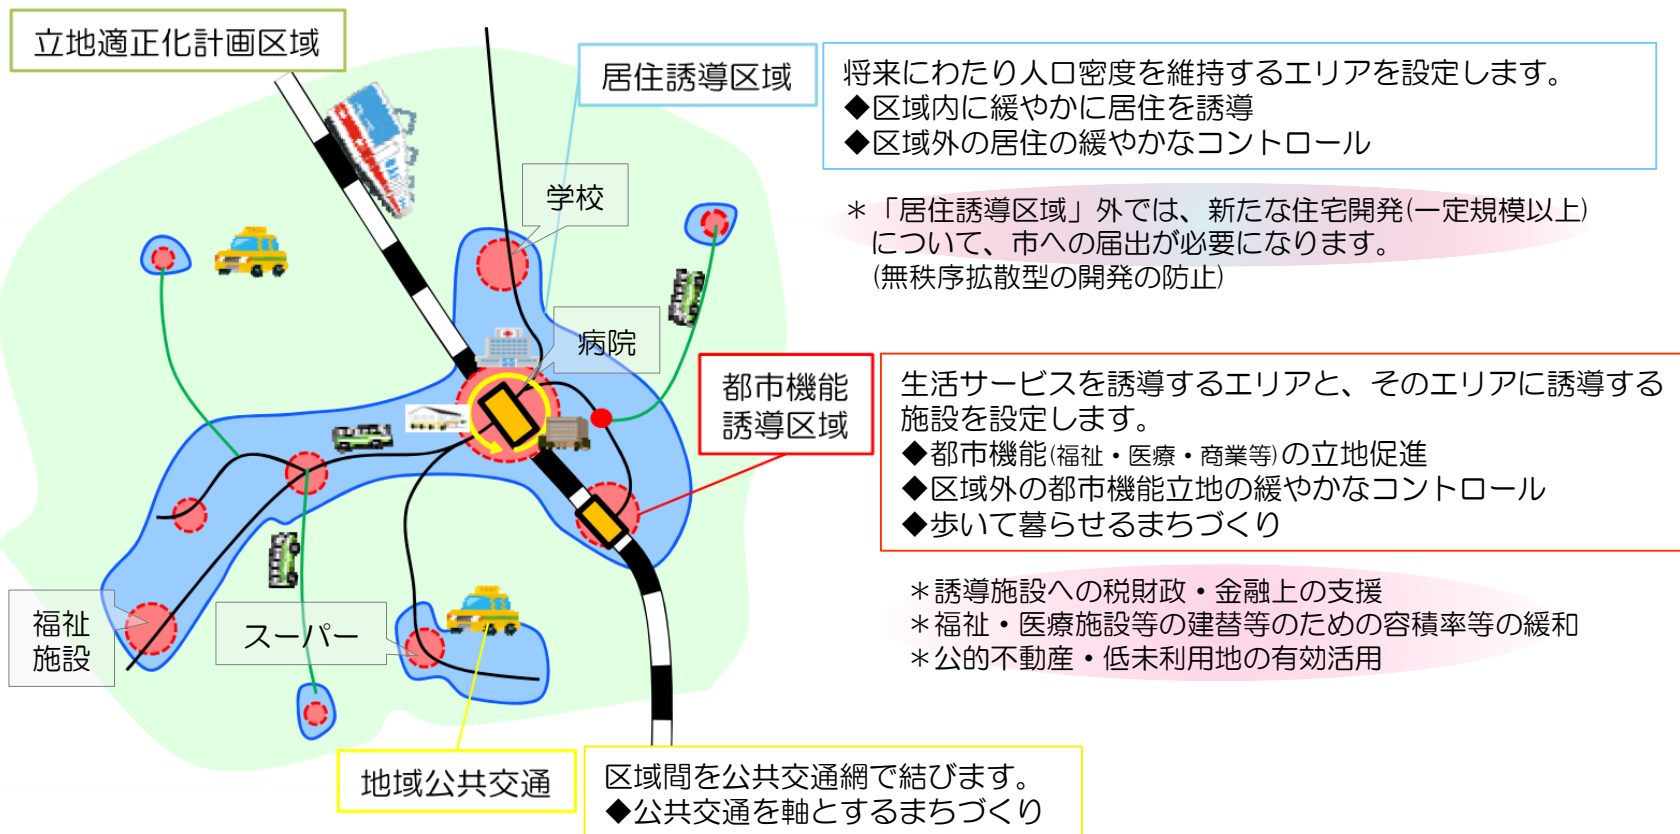 立地適正化計画区域
居住誘導区域
将来にわたり人口密度を維持するエリアを設定します。
◆区域内に緩やかに居住を誘導
◆区域外の居住の緩やかなコントロール
学校
＊「居住誘導区域」外では、新たな住宅開発(一定規模以上)
について、市への届出が必要になります。
(無秩序拡散型の開発の防止)
病院
都市機能
誘導区域
生活サービスを誘導するエリアと、そのエリアに誘導する
施設を設定します。
◆都市機能(福祉・医療・商業等)の立地促進
◆区域外の都市機能立地の緩やかなコントロール
◆歩いて暮らせるまちづくり
＊誘導施設への税財政・金融上の支援
＊福祉・医療施設等の建替等のための容積率等の緩和
＊公的不動産・低未利用地の有効活用
福祉
施設
スーパー
地域公共交通
区域間を公共交通網で結びます。
◆公共交通を軸とするまちづくり